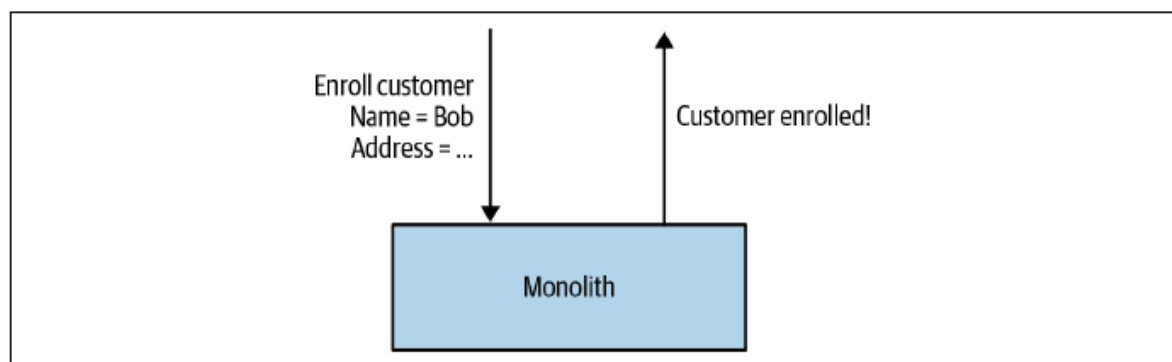 Enroll customer
Name = Bob
Address = ...
Customer enrolled!
Monolith